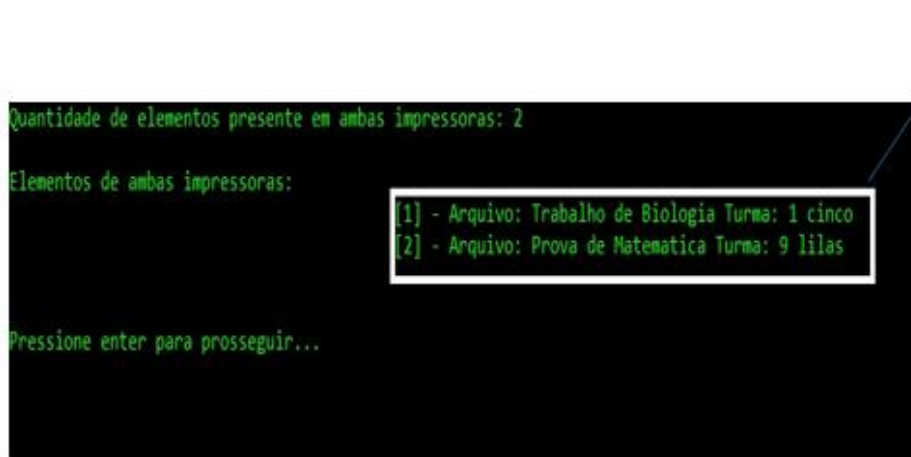 Quantidade de elementos presente em ambas impressoras: 2
Elementos de ambas impressoras:
[1] - Arquivo: Trabalho de Biologia Turma: 1 cinco
[2] - Arquivo: Prova de Matematica Turma: 9 lilas
Pressione enter para prosseguir...